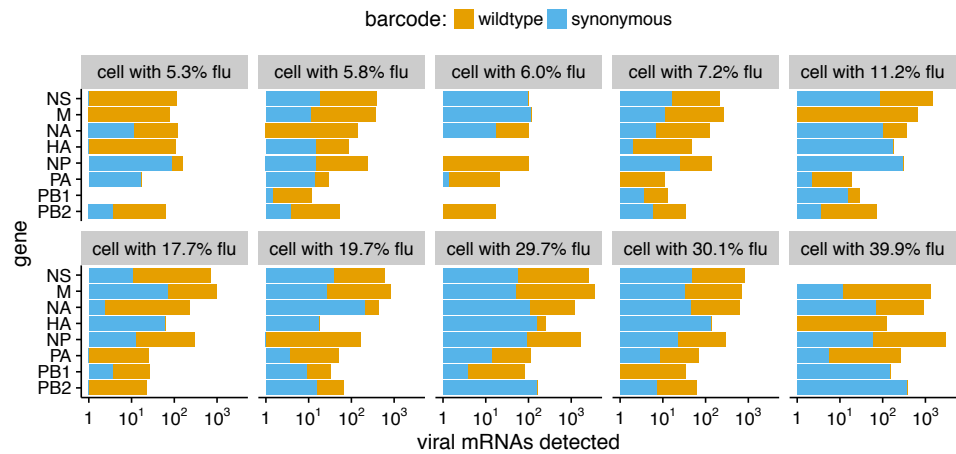 barcode: wildtype synonymous
cell with 5.3% flu cell with 5.8% flu cell with 6.0% flu cell with 7.2% flu cell with 11.2% flu
NS
M
NA
HA
NP
PA
PB1
PB2
gene
cell with 17.7% flu cell with 19.7% flu cell with 29.7% flu cell with 30.1% flu cell with 39.9% flu
NS
M
NA
HA
NP
PA
PB1
PB2
1 10¹ 10² 10³ 1 10¹ 10² 10³ 1 10¹ 10² 10³ 1 10¹ 10² 10³ 1 10¹ 10² 10³
viral mRNAs detected